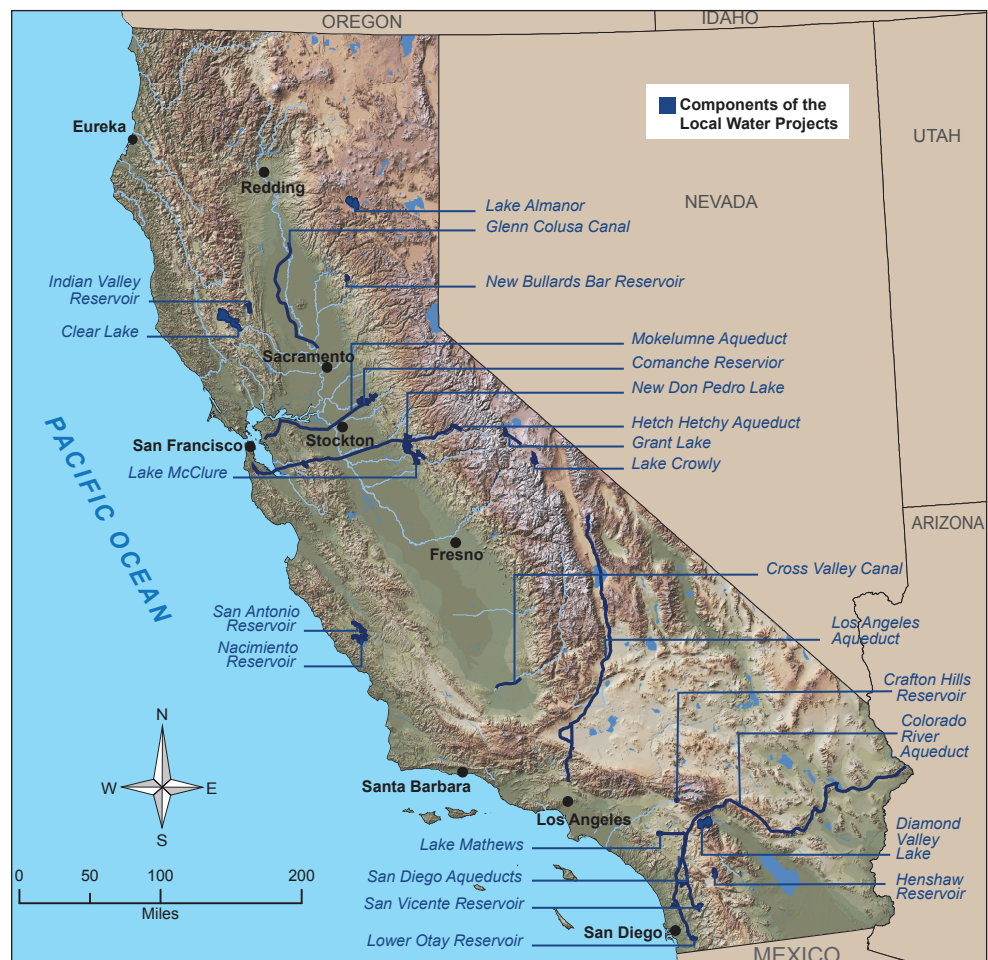 OREGON
IDAHO
Components of the
Local Water Projects
Eureka
UTAH
Redding
NEVADA
Lake Almanor
Glenn Colusa Canal
Indian Valley
Reservoir
New Bullards Bar Reservoir
Clear Lake
Mokelumne Aqueduct
Sacramento
Comanche Reservior
New Don Pedro Lake
Hetch Hetchy Aqueduct
Stockton
San Francisco
Grant Lake
Lake McClure
Lake Crowly
PACIFIC OCEAN
ARIZONA
Fresno
Cross Valley Canal
San Antonio
Reservoir
Los Angeles
Aqueduct
Nacimiento
Reservoir
Crafton Hills
Reservoir
N
Colorado
River
Aqueduct
W
E
S
Santa Barbara
Los Angeles
Diamond
Valley
Lake
Lake Mathews
0 50 100 200
Miles
San Diego Aqueducts
Henshaw
Reservoir
San Vicente Reservoir
San Diego
Lower Otay Reservoir
MEXICO